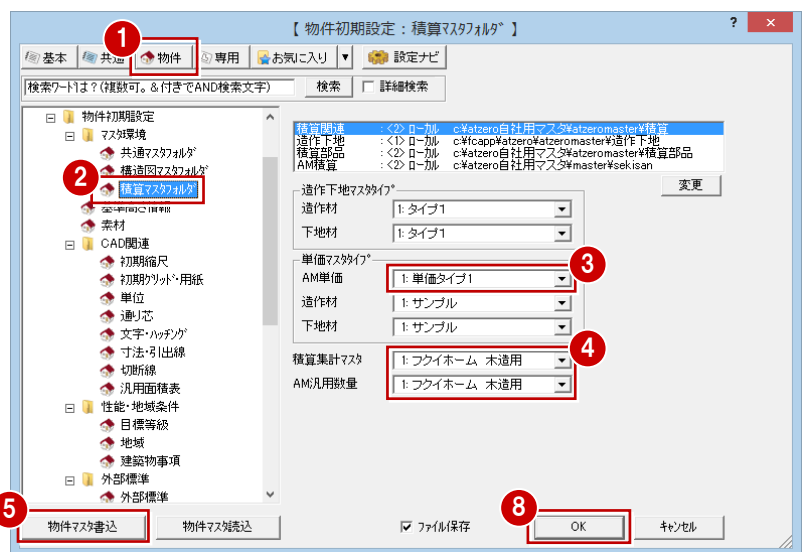 【 物件初期設定：積算ﾏｽﾀﾌｫﾙﾀﾞ 】
? ×
1
基本 共通 物件 専用 お気に入り ▼ 設定ナビ
検索ワードは？(複数可。＆付きでAND検索文字) 検索 詳細検索
物件初期設定
ﾏｽﾀ環境
共通ﾏｽﾀﾌｫﾙﾀﾞ
構造図ﾏｽﾀﾌｫﾙﾀﾞ
2
積算ﾏｽﾀﾌｫﾙﾀﾞ
基準高さ情報
素材
CAD関連
初期縮尺
初期ｸﾞﾘｯﾄﾞ・用紙
単位
通り芯
文字・ﾊｯﾁﾝｸﾞ
寸法・引出線
切断線
汎用面積表
性能・地域条件
目標等級
地域
建築物事項
外部標準
外部標準
積算関連 : <2> ﾛｰｶﾙ c:¥atzero自社用マスタ¥atzeromaster¥積算
造作下地 : <1> ﾛｰｶﾙ c:¥fcapp¥atzero¥atzeromaster¥造作下地
積算部品 : <2> ﾛｰｶﾙ c:¥atzero自社用マスタ¥atzeromaster¥積算部品
AM積算 : <2> ﾛｰｶﾙ c:¥atzero自社用マスタ¥master¥sekisan
変更
造作下地ﾏｽﾀﾀｲﾌﾟ
造作材 1: タイプ1
下地材 1: タイプ1
単価ﾏｽﾀﾀｲﾌﾟ
3
AM単価 1: 単価タイプ1
造作材 1: サンプル
下地材 1: サンプル
4
積算集計ﾏｽﾀ 1: フクイホーム 木造用
AM汎用数量 1: フクイホーム 木造用
5
物件ﾏｽﾀ書込 物件ﾏｽﾀ読込 ﾌｧｲﾙ保存
8
OK ｷｬﾝｾﾙ